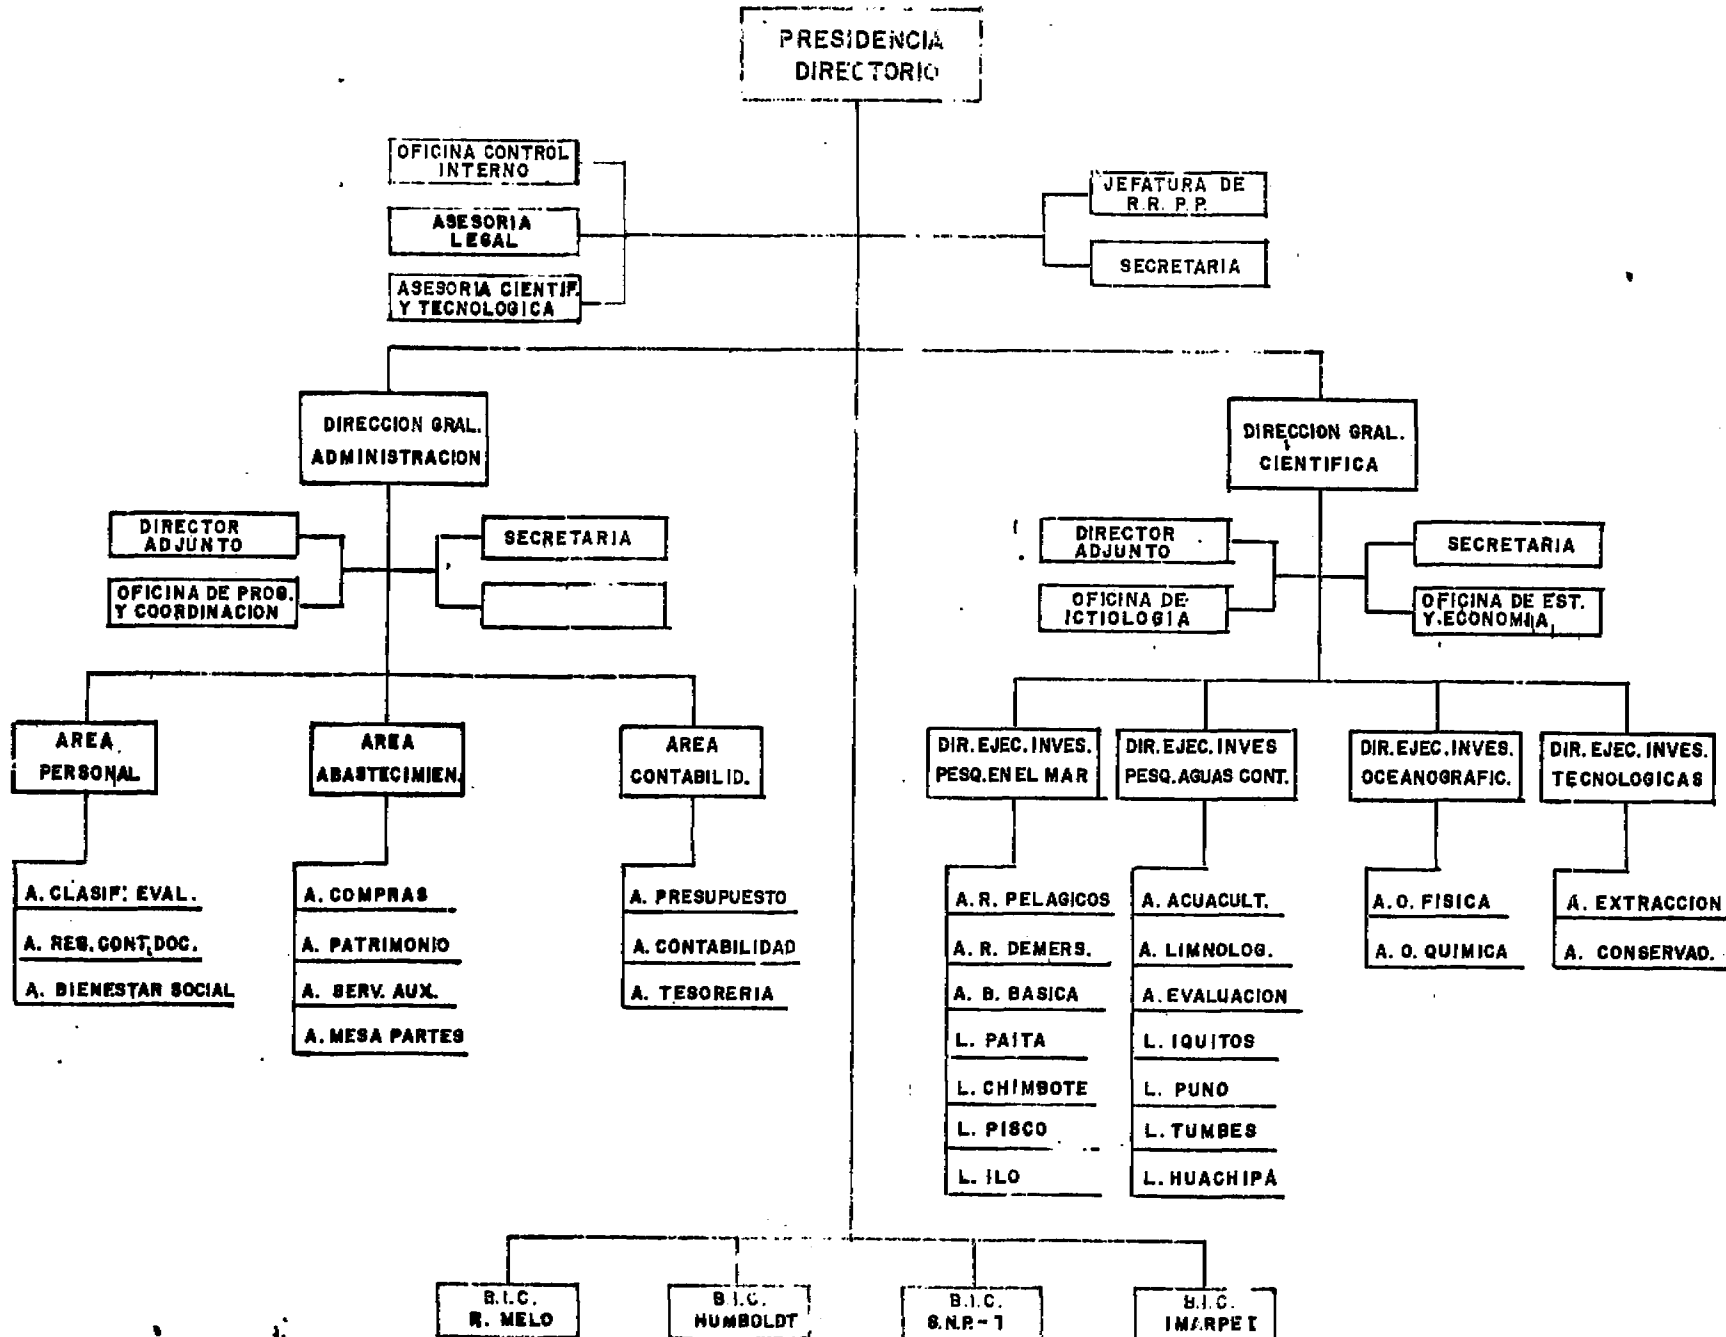 PRESIDENCIA
DIRECTORIO
OFICINA CONTROL
INTERNO
ASESORIA
LEGAL
ASESORIA CIENTIF.
Y TECNOLOGICA
JEFATURA DE
R.R. P.P.
SECRETARIA
DIRECCION GRAL.
ADMINISTRACION
DIRECCION GRAL.
CIENTIFICA
DIRECTOR
ADJUNTO
OFICINA DE PROG.
Y COORDINACION
SECRETARIA
DIRECTOR
ADJUNTO
OFICINA DE
ICTIOLOGIA
SECRETARIA
OFICINA DE EST.
Y. ECONOMIA
AREA
PERSONAL
AREA
ABASTECIMIEN.
AREA
CONTABILID.
DIR. EJEC. INVES.
PESQ. EN EL MAR
DIR. EJEC. INVES
PESQ. AGUAS CONT.
DIR. EJEC. INVES.
OCEANOGRAFIC.
DIR. EJEC. INVES.
TECNOLOGICAS
A. CLASIF. EVAL.
A. REG. CONT. DOC.
A. BIENESTAR SOCIAL
A. COMPRAS
A. PATRIMONIO
A. SERV. AUX.
A. MESA PARTES
A. PRESUPUESTO
A. CONTABILIDAD
A. TESORERIA
A. R. PELAGICOS
A. R. DEMERS.
A. B. BASICA
L. PAITA
L. CHIMBOTE
L. PISCO
L. ILO
A. ACUACULT.
A. LIMNOLOG.
A. EVALUACION
L. IQUITOS
L. PUNO
L. TUMBES
L. HUACHIPA
A. O. FISICA
A. O. QUIMICA
A. EXTRACCION
A. CONSERVAD.
B.I.C.
R. MELO
B.I.C.
HUMBOLDT
B.I.C.
S.N.P. - 1
B.I.C.
IMARPE I